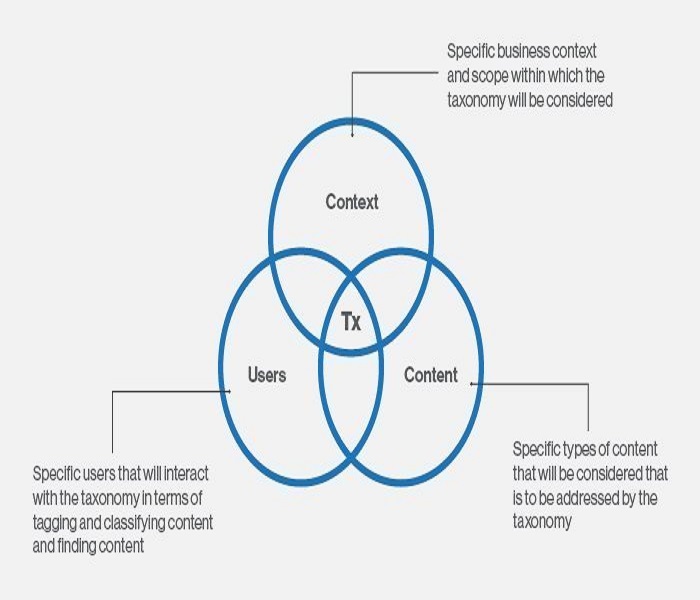 Specific business context
and scope within which the
taxonomy will be considered
Context
Tx
Users
Content
Specific users that will interact
with the taxonomy in terms of
tagging and classifying content
and finding content
Specific types of content
that will be considered that
is to be addressed by the
taxonomy